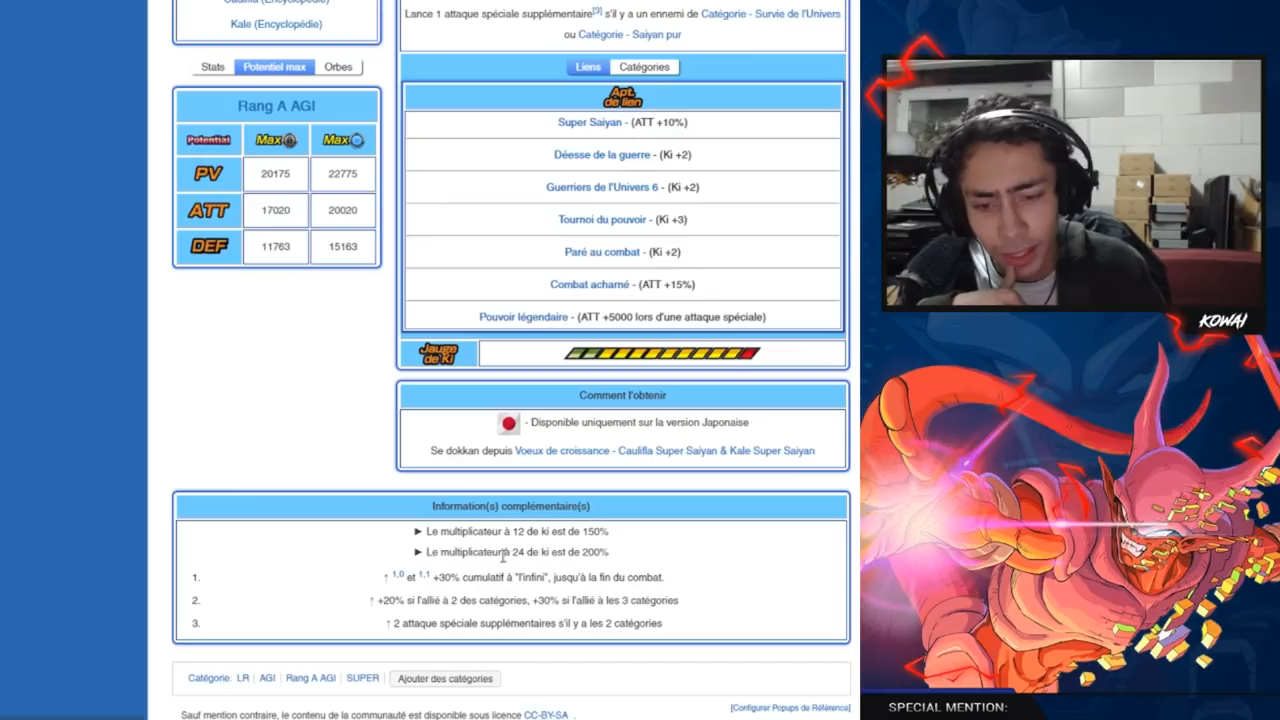 Caulifla (Encyclopédie)
Kale (Encyclopédie)
Lance 1 attaque spéciale supplémentaire[3] s'il y a un ennemi de Catégorie - Survie de l'Univers
ou Catégorie - Saiyan pur
Stats Potentiel max Orbes
Liens Catégories
Rang A AGI
Potential Max Max
PV 20175 22775
ATT 17020 20020
DEF 11763 15163
Apt. de lien
Super Saiyan - (ATT +10%)
Déesse de la guerre - (Ki +2)
Guerriers de l'Univers 6 - (Ki +2)
Tournoi du pouvoir - (Ki +3)
Paré au combat - (Ki +2)
Combat acharné - (ATT +15%)
Pouvoir légendaire - (ATT +5000 lors d'une attaque spéciale)
Jauge de Ki
Comment l'obtenir
- Disponible uniquement sur la version Japonaise
Se dokkan depuis Voeux de croissance - Caulifla Super Saiyan & Kale Super Saiyan
Information(s) complémentaire(s)
► Le multiplicateur à 12 de ki est de 150%
► Le multiplicateur à 24 de ki est de 200%
1. ↑ 1,0 et 1,1 +30% cumulatif à "l'infini", jusqu'à la fin du combat.
2. ↑ +20% si l'allié à 2 des catégories, +30% si l'allié à les 3 catégories
3. ↑ 2 attaque spéciale supplémentaires s'il y a les 2 catégories
Catégorie: LR | AGI | Rang A AGI | SUPER | Ajouter des catégories
[Configurer Popups de Référence]
Sauf mention contraire, le contenu de la communauté est disponible sous licence CC-BY-SA .
KOWAI
SPECIAL MENTION: